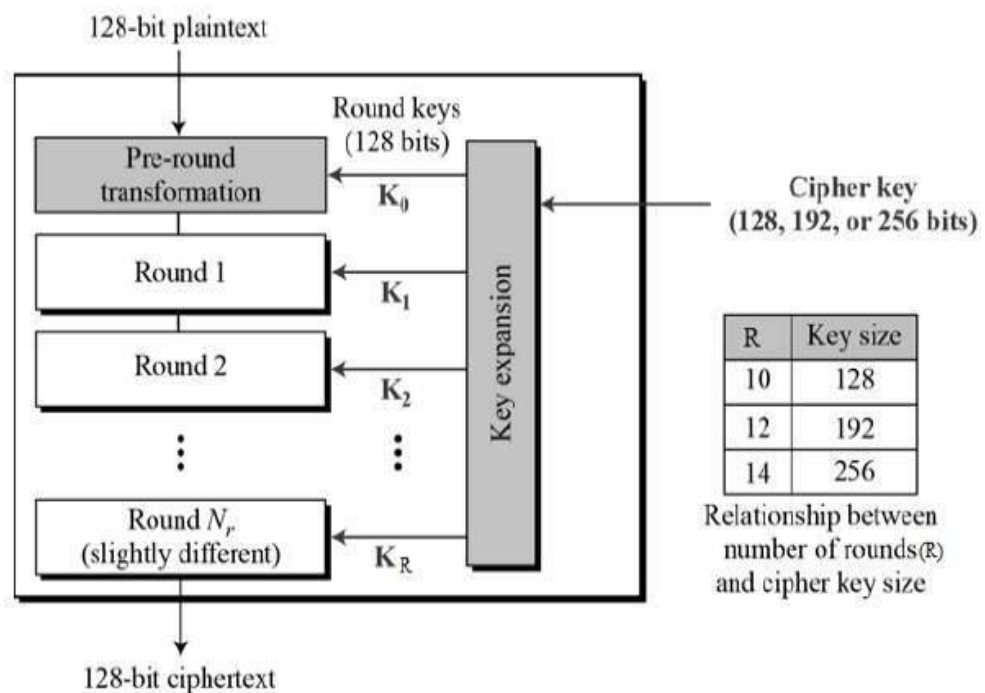 128-bit plaintext
Round keys
(128 bits)
Pre-round
transformation
K0
Cipher key
(128, 192, or 256 bits)
Round 1
K1
Round 2
K2
Key expansion
R Key size
10 128
12 192
14 256
Round Nr
(slightly different)
KR
Relationship between
number of rounds(R)
and cipher key size
128-bit ciphertext